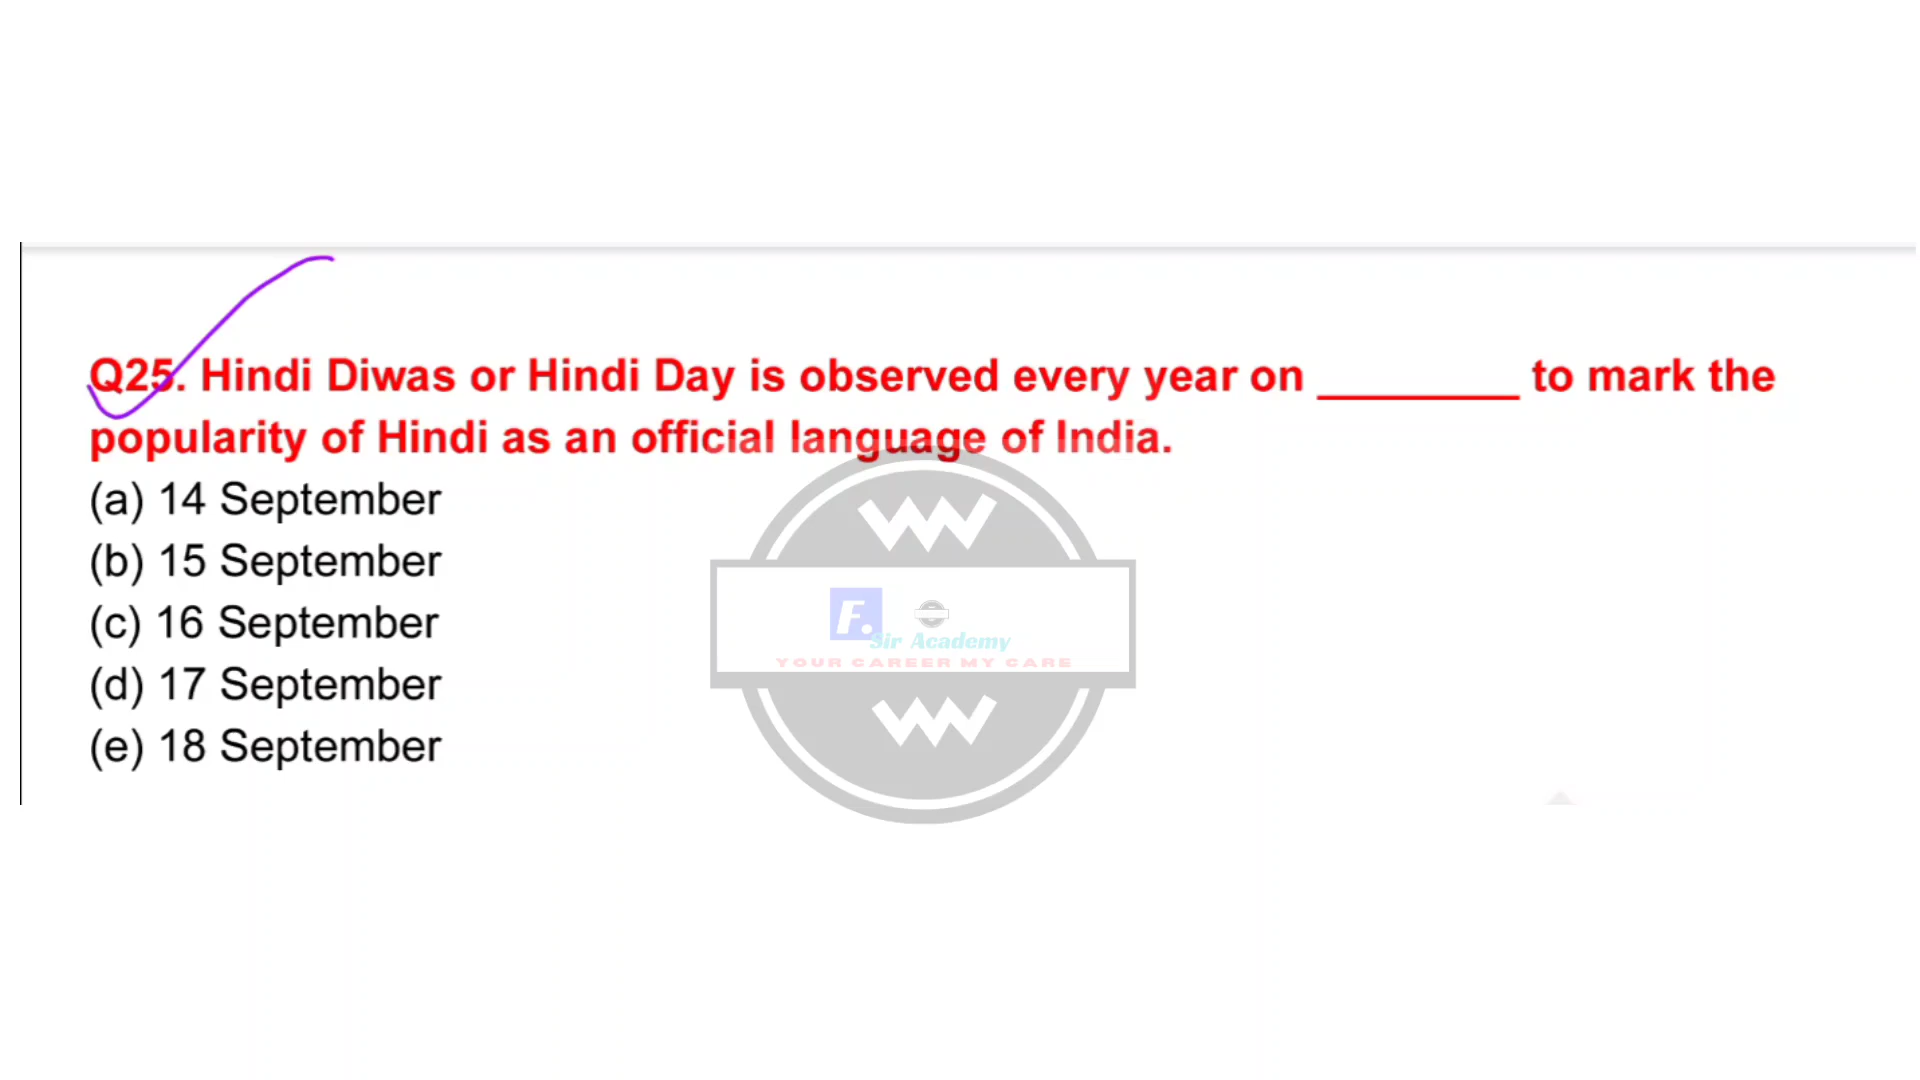 Q25. Hindi Diwas or Hindi Day is observed every year on ________ to mark the
popularity of Hindi as an official language of India.
(a) 14 September
(b) 15 September
(c) 16 September
(d) 17 September
(e) 18 September
F.
Sir Academy
YOUR CAREER MY CARE